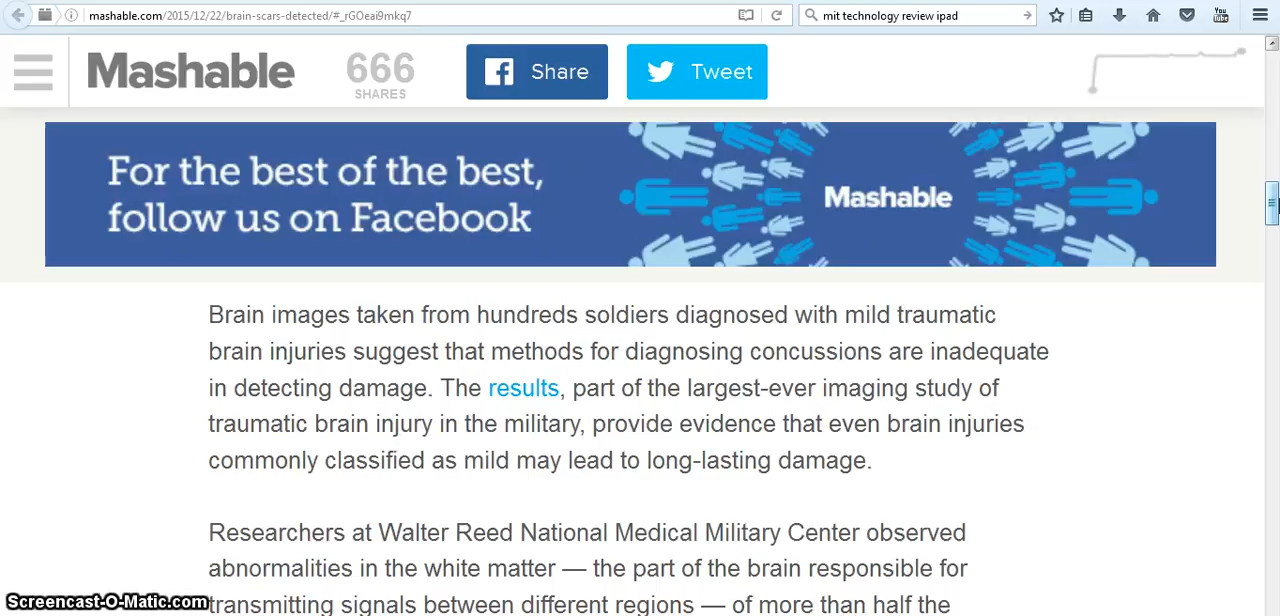 mashable.com/2015/12/22/brain-scars-detected/#_rGOeai9mkq7
mit technology review ipad
You
Tube
Mashable
666
SHARES
Share
Tweet
For the best of the best,
follow us on Facebook
Mashable
Brain images taken from hundreds soldiers diagnosed with mild traumatic
brain injuries suggest that methods for diagnosing concussions are inadequate
in detecting damage. The results, part of the largest-ever imaging study of
traumatic brain injury in the military, provide evidence that even brain injuries
commonly classified as mild may lead to long-lasting damage.
Researchers at Walter Reed National Medical Military Center observed
abnormalities in the white matter — the part of the brain responsible for
transmitting signals between different regions — of more than half the
Screencast-O-Matic.com